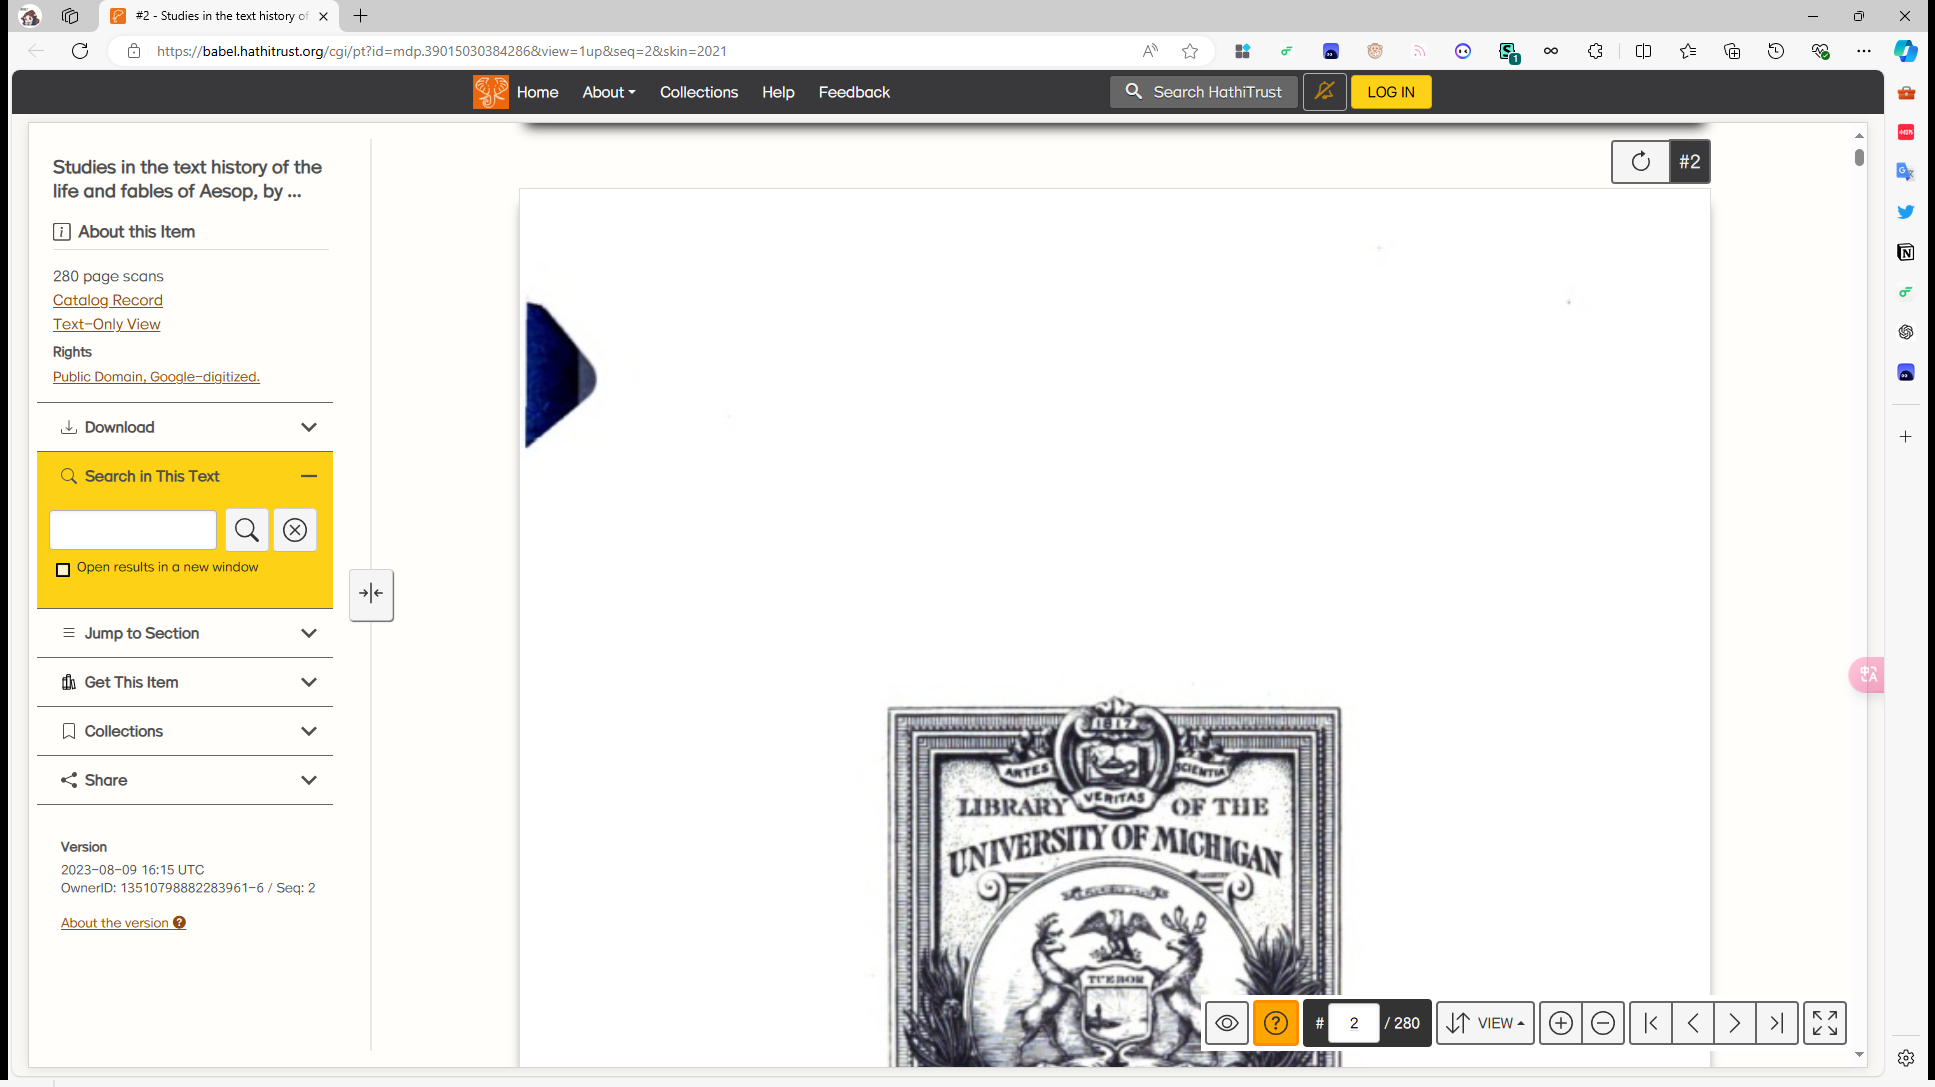 #2 - Studies in the text history of
https://babel.hathitrust.org/cgi/pt?id=mdp.39015030384286&view=1up&seq=2&skin=2021
Home
About
Collections
Help
Feedback
Search HathiTrust
LOG IN
Studies in the text history of the
life and fables of Aesop, by ...
About this Item
280 page scans
Catalog Record
Text-Only View
Rights
Public Domain, Google-digitized.
Download
Search in This Text
Open results in a new window
Jump to Section
Get This Item
Collections
Share
Version
2023-08-09 16:15 UTC
OwnerID: 13510798882283961-6 / Seq: 2
About the version
#2
1817
ARTES
SCIENTIA
VERITAS
LIBRARY
OF THE
UNIVERSITY OF MICHIGAN
TUEBOR
# 2 / 280
VIEW